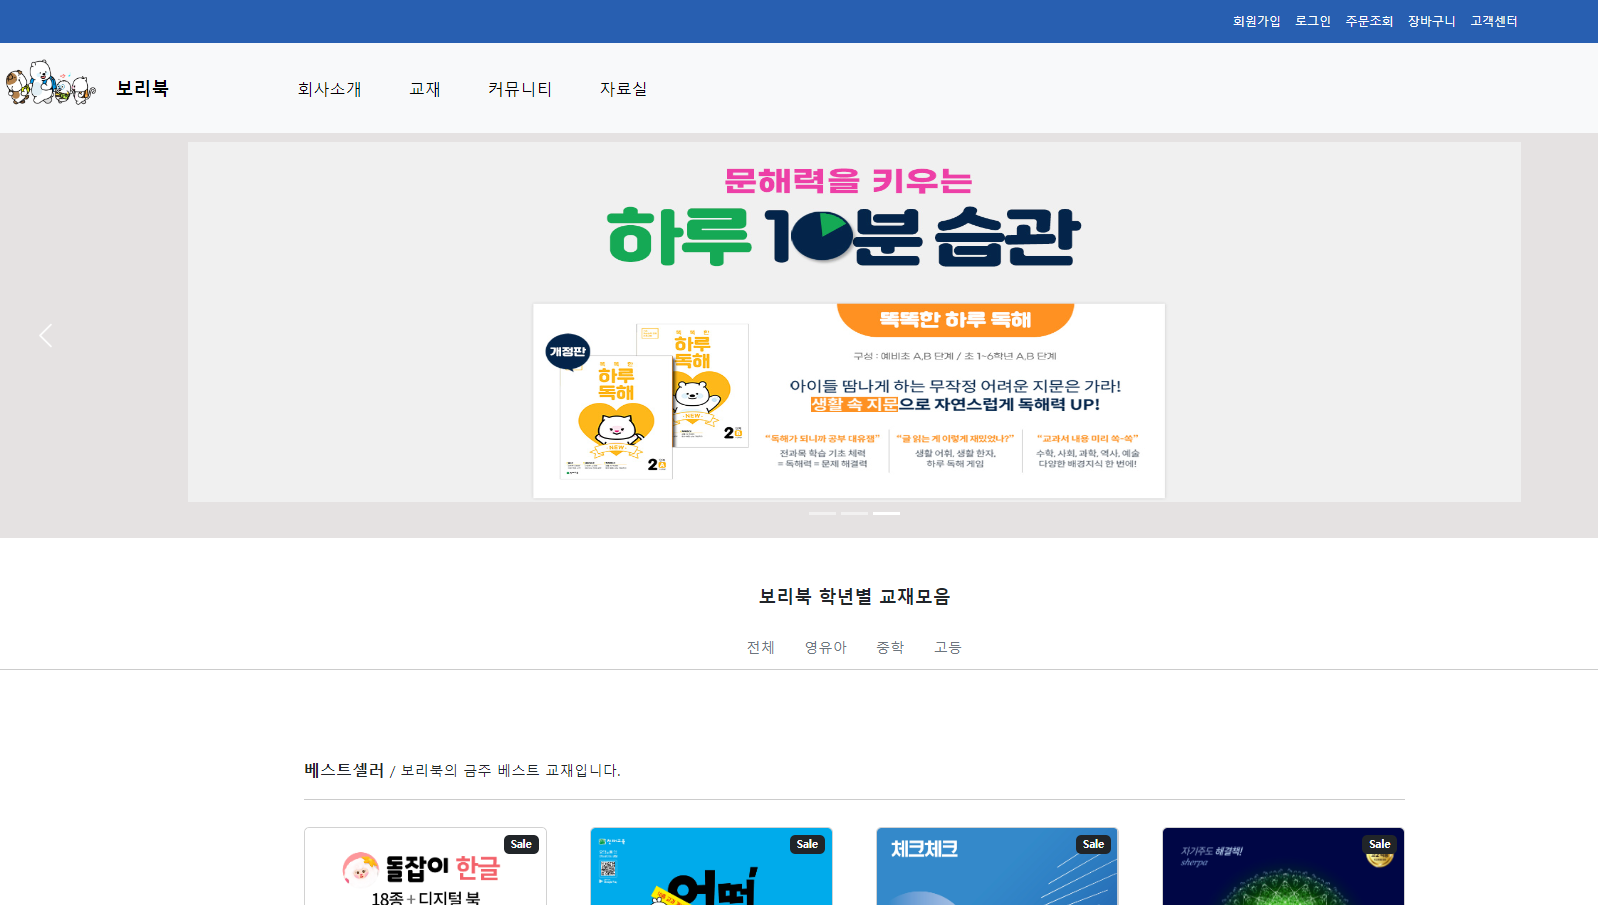 회원가입 로그인 주문조회 장바구니 고객센터
보리북 회사소개 교재 커뮤니티 자료실
문해력을 키우는
하루 10분 습관
똑똑한 하루 독해
구성 : 예비초 A,B 단계 / 초 1~6학년 A,B 단계
개정판
하루
독해
NEW
2
하루
독해
NEW
2
아이들 땀나게 하는 무작정 어려운 지문은 가라!
생활 속 지문으로 자연스럽게 독해력 UP!
“독해가 되니까 공부 대유잼”
전과목 학습 기초 체력
= 독해력 = 문제 해결력
“글 읽는 게 이렇게 재밌었나?”
생활 어휘, 생활 한자,
하루 독해 게임
“교과서 내용 미리 쏙-쏙”
수학, 사회, 과학, 역사, 예술
다양한 배경지식 한 번에!
보리북 학년별 교재모음
전체 영유아 중학 고등
베스트셀러 / 보리북의 금주 베스트 교재입니다.
Sale
돌잡이 한글
18종 + 디지털 북
Sale
Sale
체크체크
Sale
자기주도 해결책!
sherpa